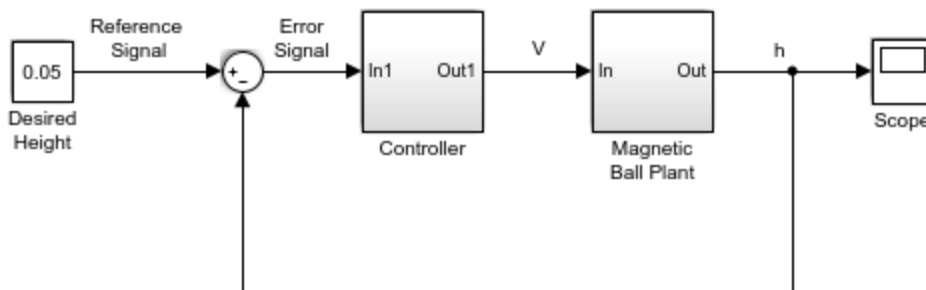 Reference
Signal
Error
Signal
V
h
0.05
+
-
In1
Out1
In
Out
Desired
Height
Controller
Magnetic
Ball Plant
Scope